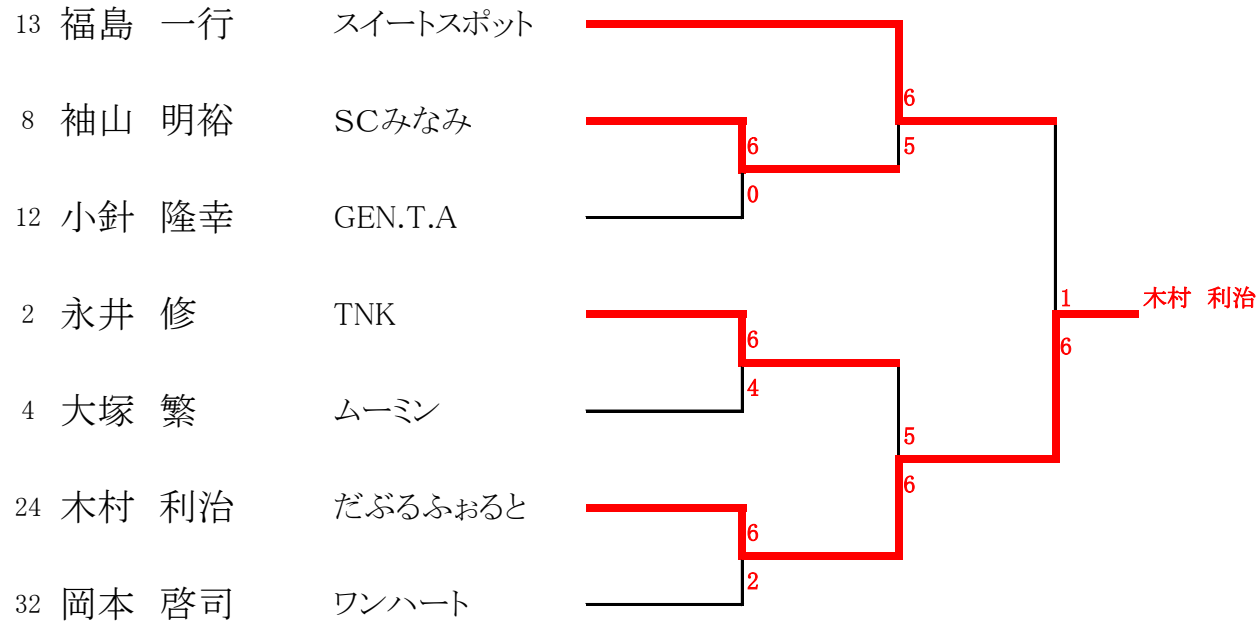 13 福島 一行 スイートスポット
6
8 袖山 明裕 SCみなみ
6
5
0
12 小針 隆幸 GEN.T.A
1 木村 利治
2 永井 修 TNK
6
6
4
4 大塚 繁 ムーミン
5
6
24 木村 利治 だぶるふぉると
6
2
32 岡本 啓司 ワンハート